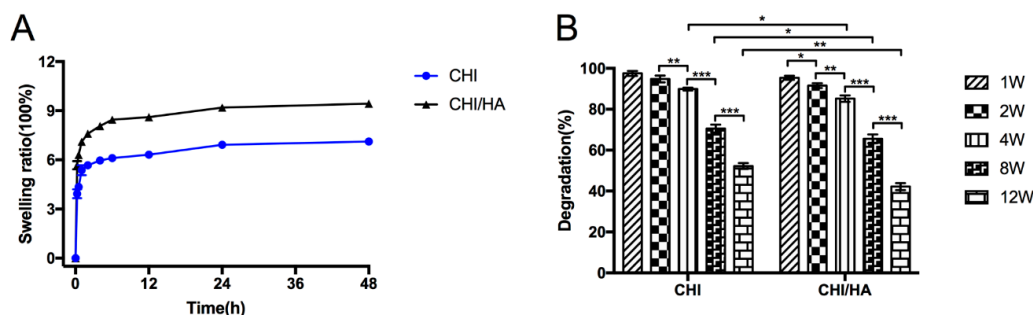 A
Swelling ratio(100%)
12
9
6
3
0
0
12
24
36
48
Time(h)
CHI
CHI/HA
B
Degradation(%)
100
80
60
40
20
0
*
*
**
**
***
***
*
**
***
***
CHI
CHI/HA
1W
2W
4W
8W
12W